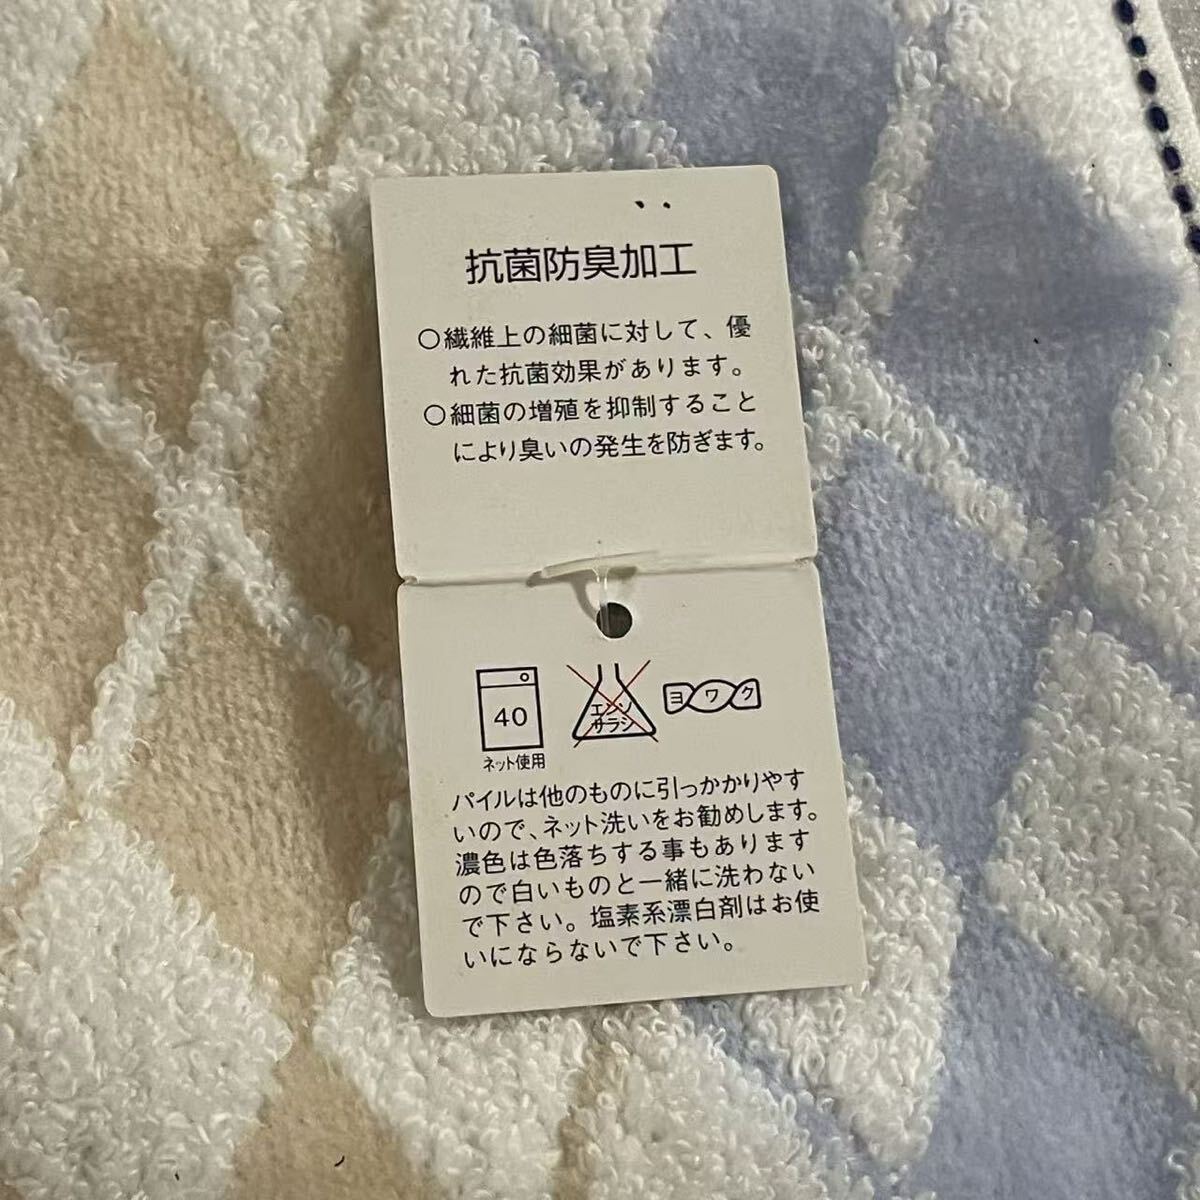 抗菌防臭加工
○繊維上の細菌に対して、優
れた抗菌効果があります。
○細菌の増殖を抑制すること
により臭いの発生を防ぎます。
40
エンソ
サラシ
ヨワク
ネット使用
パイルは他のものに引っかかりやす
いので、ネット洗いをお勧めします。
濃色は色落ちする事もあります
ので白いものと一緒に洗わない
で下さい。塩素系漂白剤はお使
いにならないで下さい。